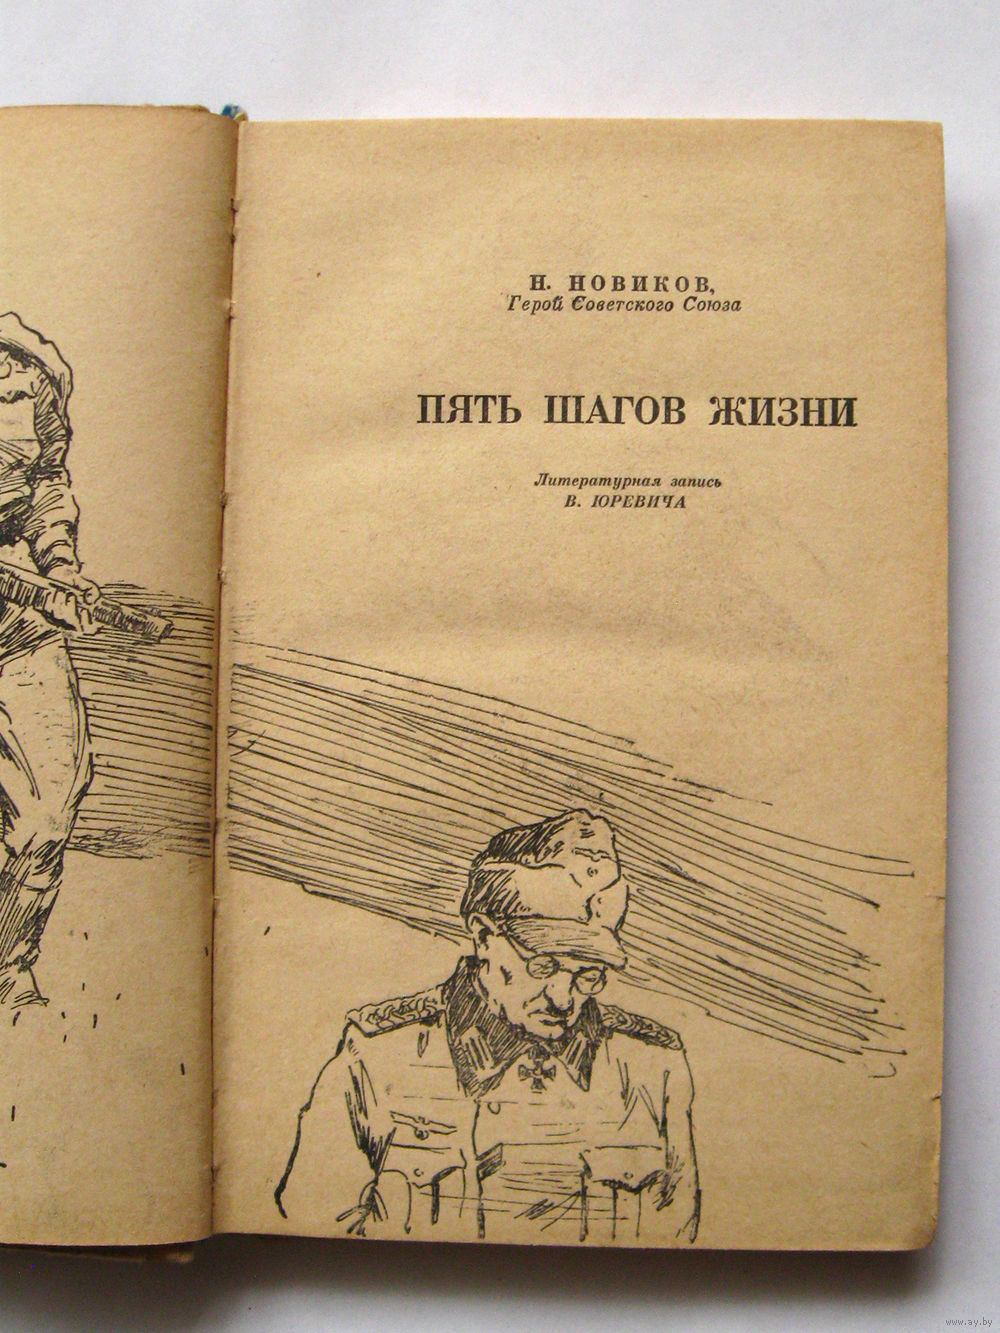 Н. НОВИКОВ,
Герой Советского Союза
ПЯТЬ ШАГОВ ЖИЗНИ
Литературная запись
В. ЮРЕВИЧА
www.ay.by